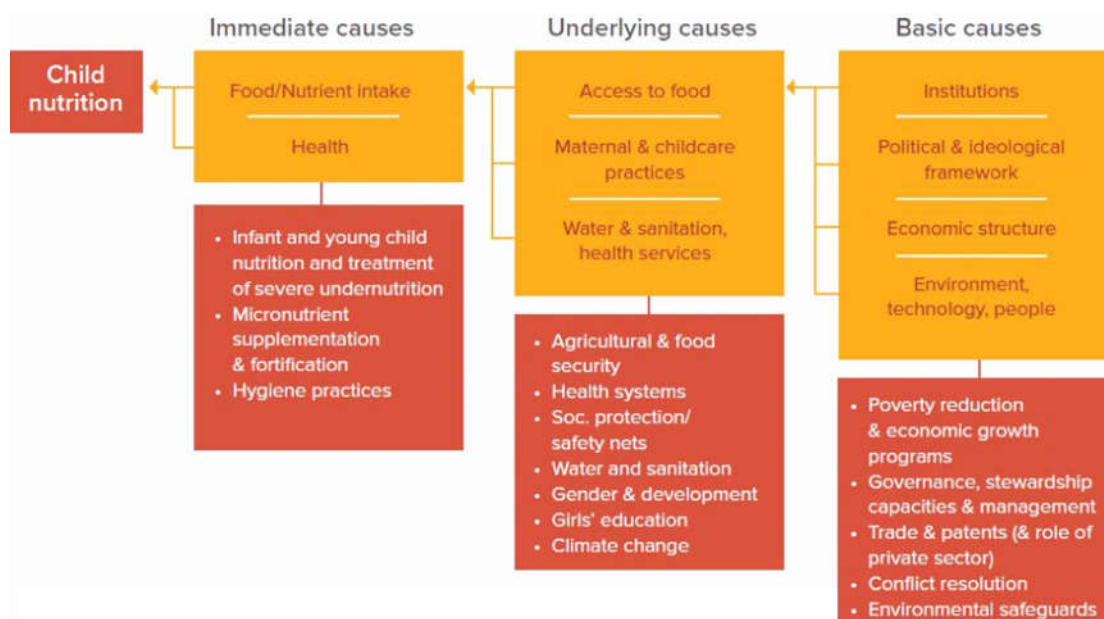 Immediate causes
Underlying causes
Basic causes
Child
nutrition
Food/Nutrient intake
Health
• Infant and young child
nutrition and treatment
of severe undernutrition
• Micronutrient
supplementation
& fortification
• Hygiene practices
Access to food
Maternal & childcare
practices
Water & sanitation,
health services
• Agricultural & food
security
• Health systems
• Soc. protection/
safety nets
• Water and sanitation
• Gender & development
• Girls' education
• Climate change
Institutions
Political & ideological
framework
Economic structure
Environment,
technology, people
• Poverty reduction
& economic growth
programs
• Governance, stewardship
capacities & management
• Trade & patents (& role of
private sector)
• Conflict resolution
• Environmental safeguards